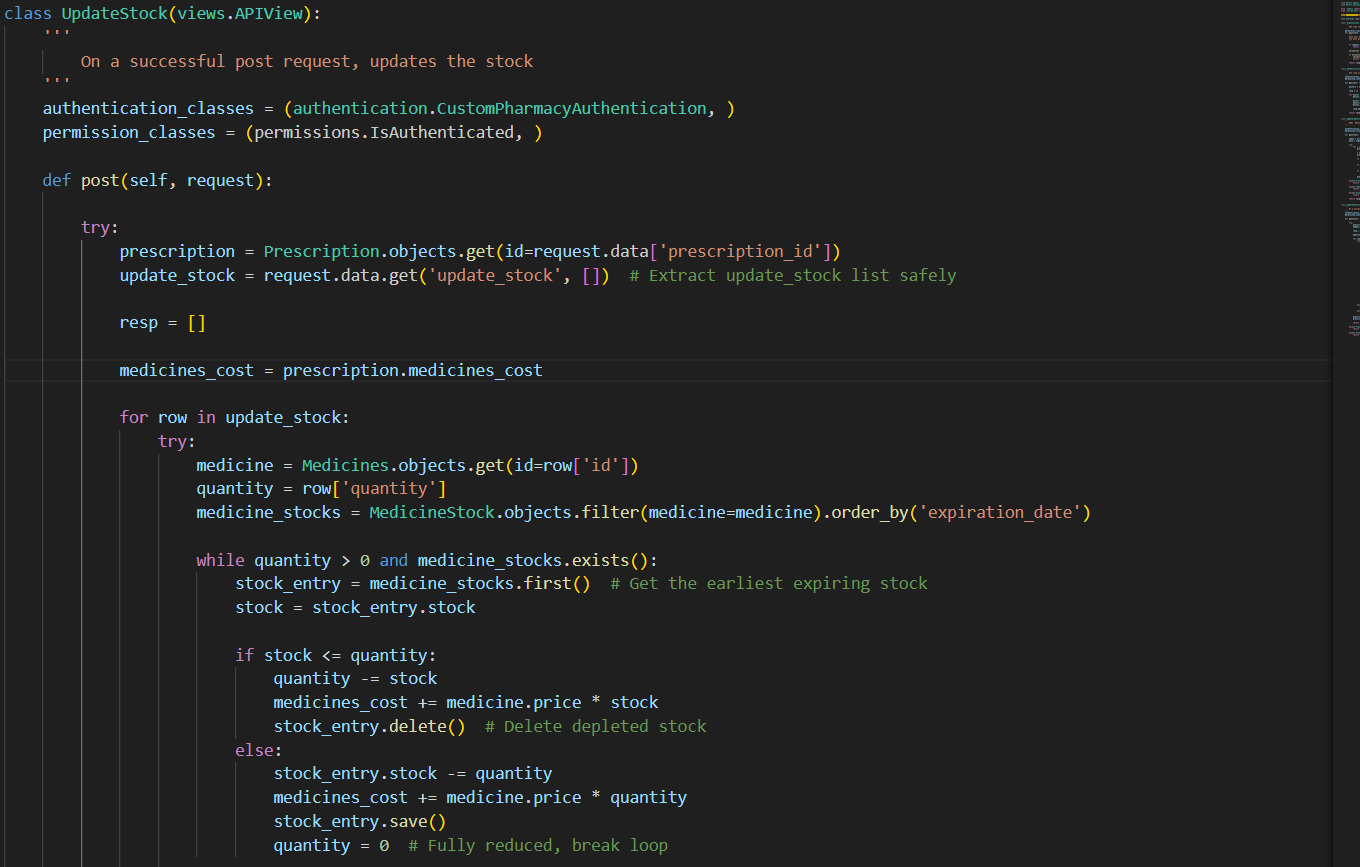 class UpdateStock(views.APIView):
    '''
        On a successful post request, updates the stock
    '''
    authentication_classes = (authentication.CustomPharmacyAuthentication, )
    permission_classes = (permissions.IsAuthenticated, )

    def post(self, request):

        try:
            prescription = Prescription.objects.get(id=request.data['prescription_id'])
            update_stock = request.data.get('update_stock', [])  # Extract update_stock list safely

            resp = []

            medicines_cost = prescription.medicines_cost

            for row in update_stock:
                try:
                    medicine = Medicines.objects.get(id=row['id'])
                    quantity = row['quantity']
                    medicine_stocks = MedicineStock.objects.filter(medicine=medicine).order_by('expiration_date')

                    while quantity > 0 and medicine_stocks.exists():
                        stock_entry = medicine_stocks.first()  # Get the earliest expiring stock
                        stock = stock_entry.stock

                        if stock <= quantity:
                            quantity -= stock
                            medicines_cost += medicine.price * stock
                            stock_entry.delete()  # Delete depleted stock
                        else:
                            stock_entry.stock -= quantity
                            medicines_cost += medicine.price * quantity
                            stock_entry.save()
                            quantity = 0  # Fully reduced, break loop